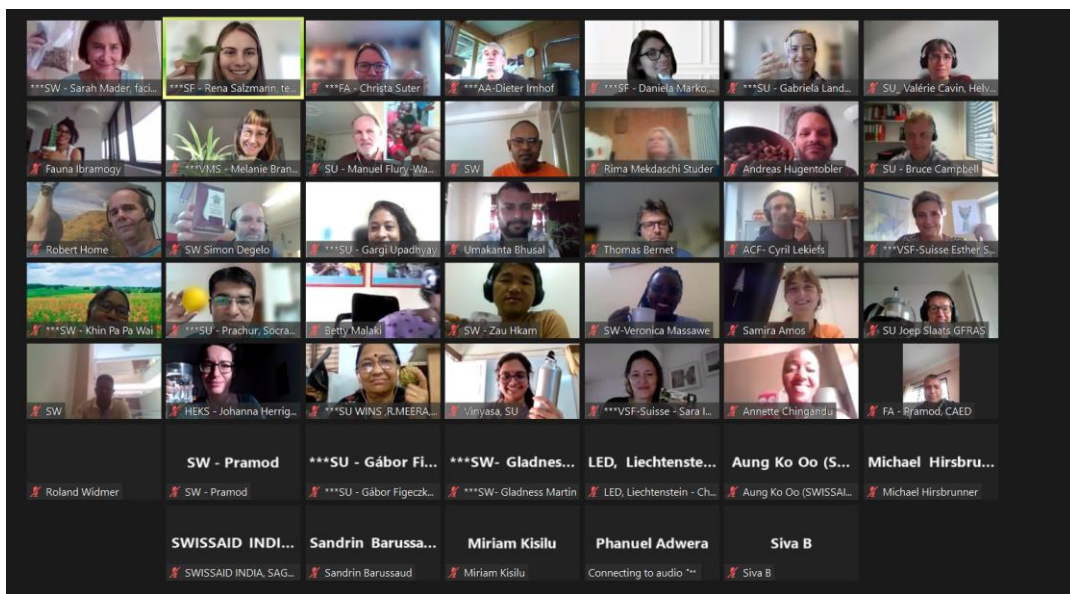 ***SW - Sarah Mader, faci...
***SF - Rena Salzmann, te...
***FA - Christa Suter
***AA-Dieter Imhof
***SF - Daniela Marko,...
***SU - Gabriela Land...
SU_ Valérie Cavin, Helv...
Fauna Ibramogy
***VMS - Melanie Bran...
SU - Manuel Flury-Wa...
SW
Rima Mekdaschi Studer
Andreas Hugentobler
SU - Bruce Campbell
Robert Home
SW Simon Degelo
***SU - Gargi Upadhyay
Umakanta Bhusal
Thomas Bernet
ACF- Cyril Lekiefs
***VSF-Suisse Esther S...
***SW - Khin Pa Pa Wai
***SU - Prachur, Socra...
Betty Malaki
SW - Zau Hkam
SW-Veronica Massawe
Samira Amos
SU Joep Slaats GFRAS
SW
HEKS - Johanna Herrig...
***SU WINS ,R.MEERA,...
Vinyasa, SU
***VSF-Suisse - Sara I...
Annette Chingandu
FA - Pramod, CAED
Roland Widmer
SW - Pramod
SW - Pramod
***SU - Gábor Fi...
***SU - Gábor Figeczk...
***SW- Gladnes...
***SW- Gladness Martin
LED, Liechtenste...
LED, Liechtenstein - Ch...
Aung Ko Oo (S...
Aung Ko Oo (SWISSAI...
Michael Hirsbru...
Michael Hirsbrunner
SWISSAID INDI...
SWISSAID INDIA, SAG...
Sandrin Barussa...
Sandrin Barussaud
Miriam Kisilu
Miriam Kisilu
Phanuel Adwera
Connecting to audio
Siva B
Siva B